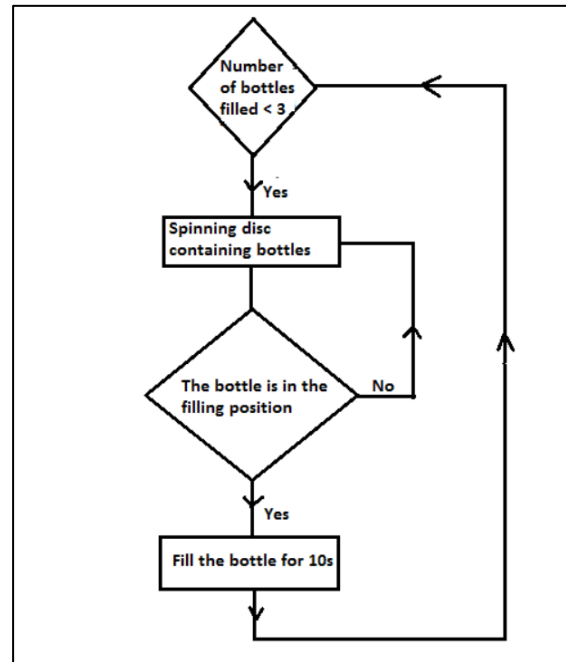 Number
of bottles
filled < 3
Yes
Spinning disc
containing bottles
The bottle is in the
filling position
No
Yes
Fill the bottle for 10s